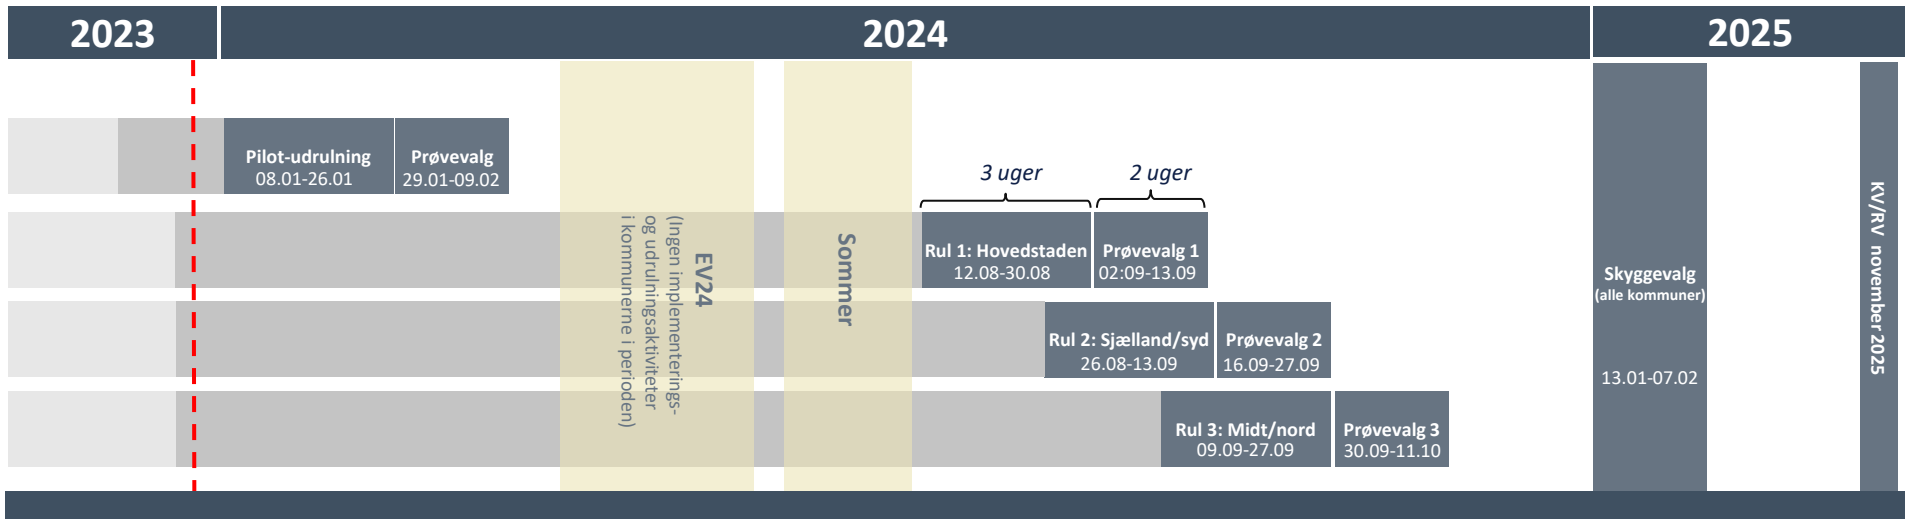 2023
2024
2025
Pilot-udrulning
08.01-26.01
Prøvevalg
29.01-09.02
EV24
(Ingen implementerings-
og udrulningsaktiviteter
i kommunerne i perioden)
Sommer
3 uger
2 uger
Rul 1: Hovedstaden
12.08-30.08
Prøvevalg 1
02:09-13.09
Rul 2: Sjælland/syd
26.08-13.09
Prøvevalg 2
16.09-27.09
Rul 3: Midt/nord
09.09-27.09
Prøvevalg 3
30.09-11.10
Skyggevalg
(alle kommuner)
13.01-07.02
KV/RV november 2025